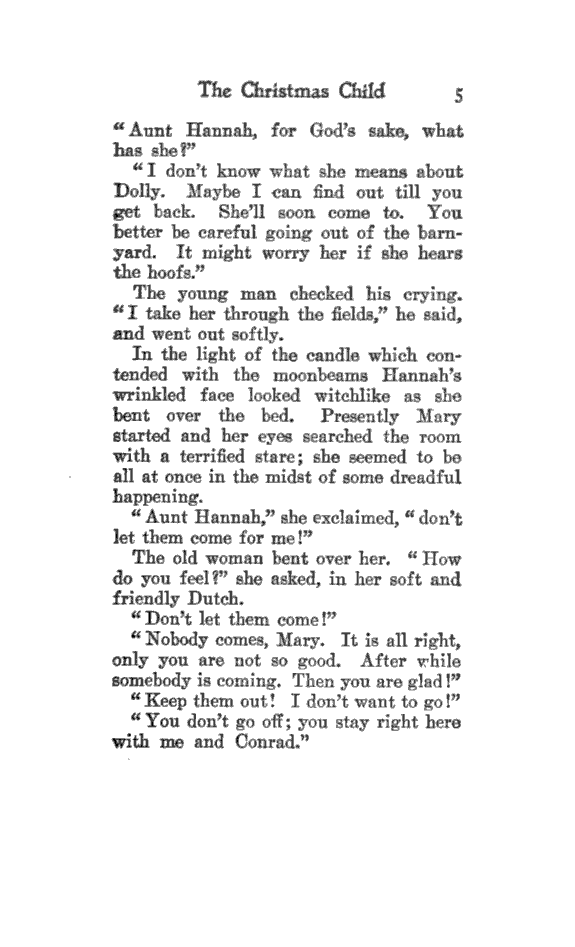 The Christmas Child 5
“Aunt Hannah, for God’s sake, what
has she?”
“I don’t know what she means about
Dolly. Maybe I can find out till you
get back. She’ll soon come to. You
better be careful going out of the barn-
yard. It might worry her if she hears
the hoofs.”
The young man checked his crying.
“I take her through the fields,” he said,
and went out softly.
In the light of the candle which con-
tended with the moonbeams Hannah’s
wrinkled face looked witchlike as she
bent over the bed. Presently Mary
started and her eyes searched the room
with a terrified stare; she seemed to be
all at once in the midst of some dreadful
happening.
“Aunt Hannah,” she exclaimed, “don’t
let them come for me!”
The old woman bent over her. “How
do you feel?” she asked, in her soft and
friendly Dutch.
“Don’t let them come!”
“Nobody comes, Mary. It is all right,
only you are not so good. After while
somebody is coming. Then you are glad!”
“Keep them out! I don’t want to go!”
“You don’t go off; you stay right here
with me and Conrad.”